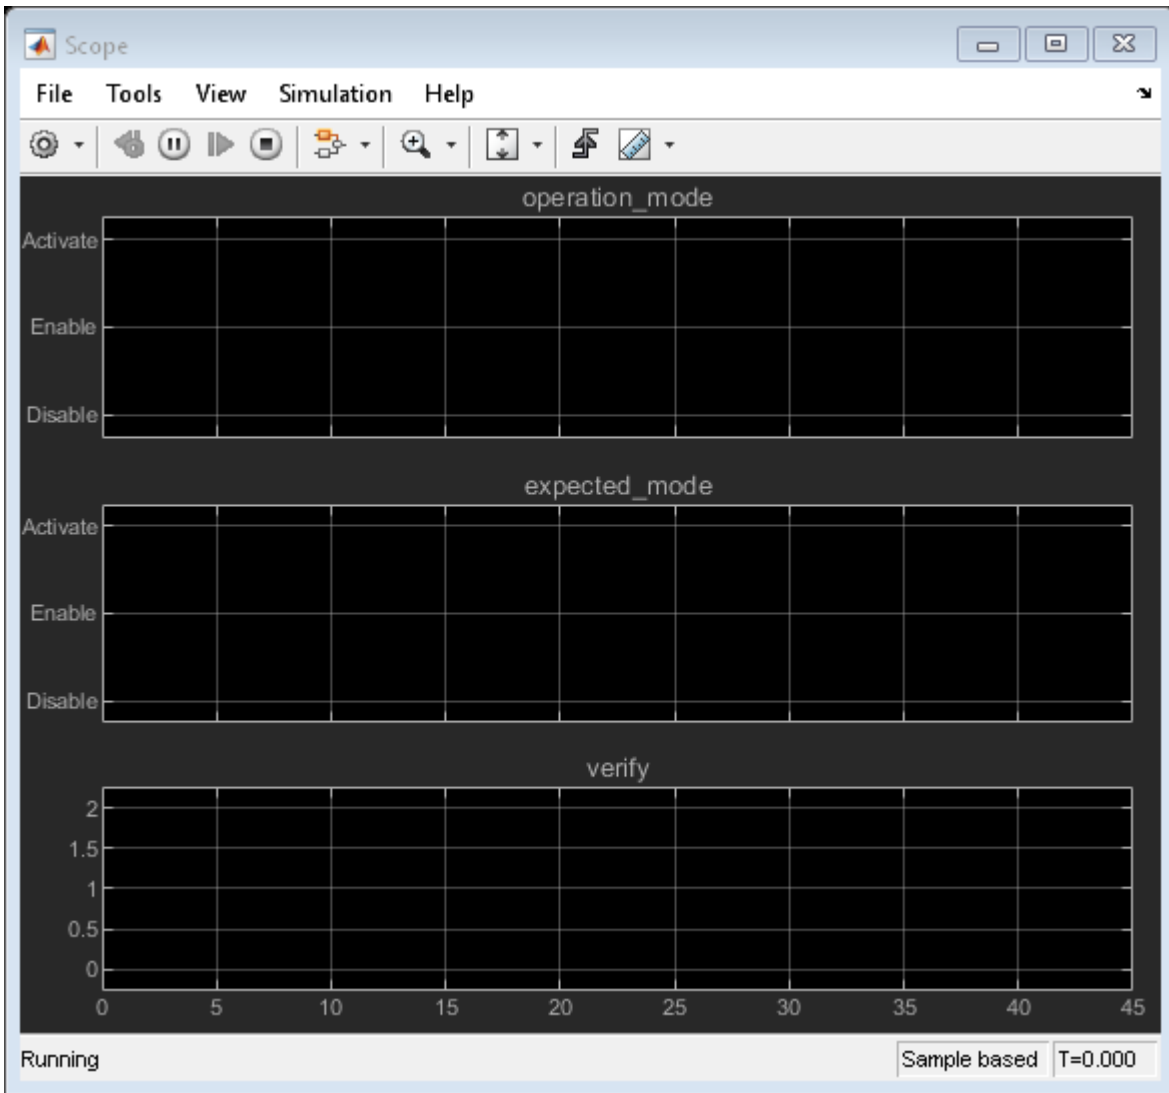 Scope
File Tools View Simulation Help
operation_mode
Activate
Enable
Disable
expected_mode
Activate
Enable
Disable
verify
2
1.5
1
0.5
0
0 5 10 15 20 25 30 35 40 45
Running Sample based T=0.000